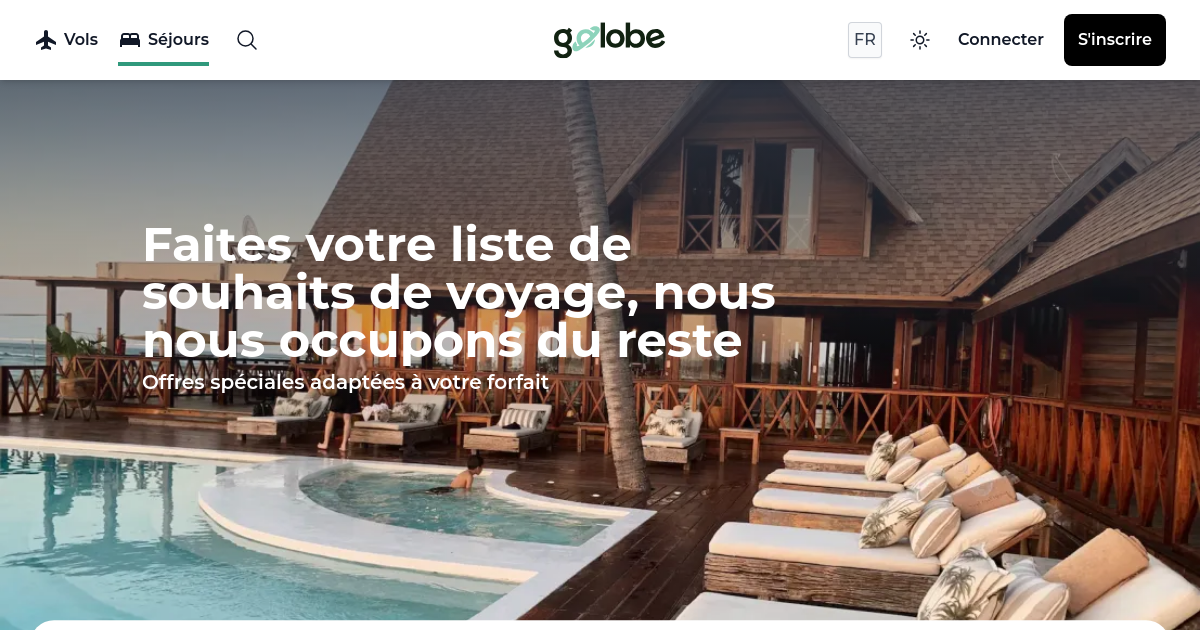 Vols
Séjours
golobe
FR
Connecter
S'inscrire
Faites votre liste de
souhaits de voyage, nous
nous occupons du reste
Offres spéciales adaptées à votre forfait